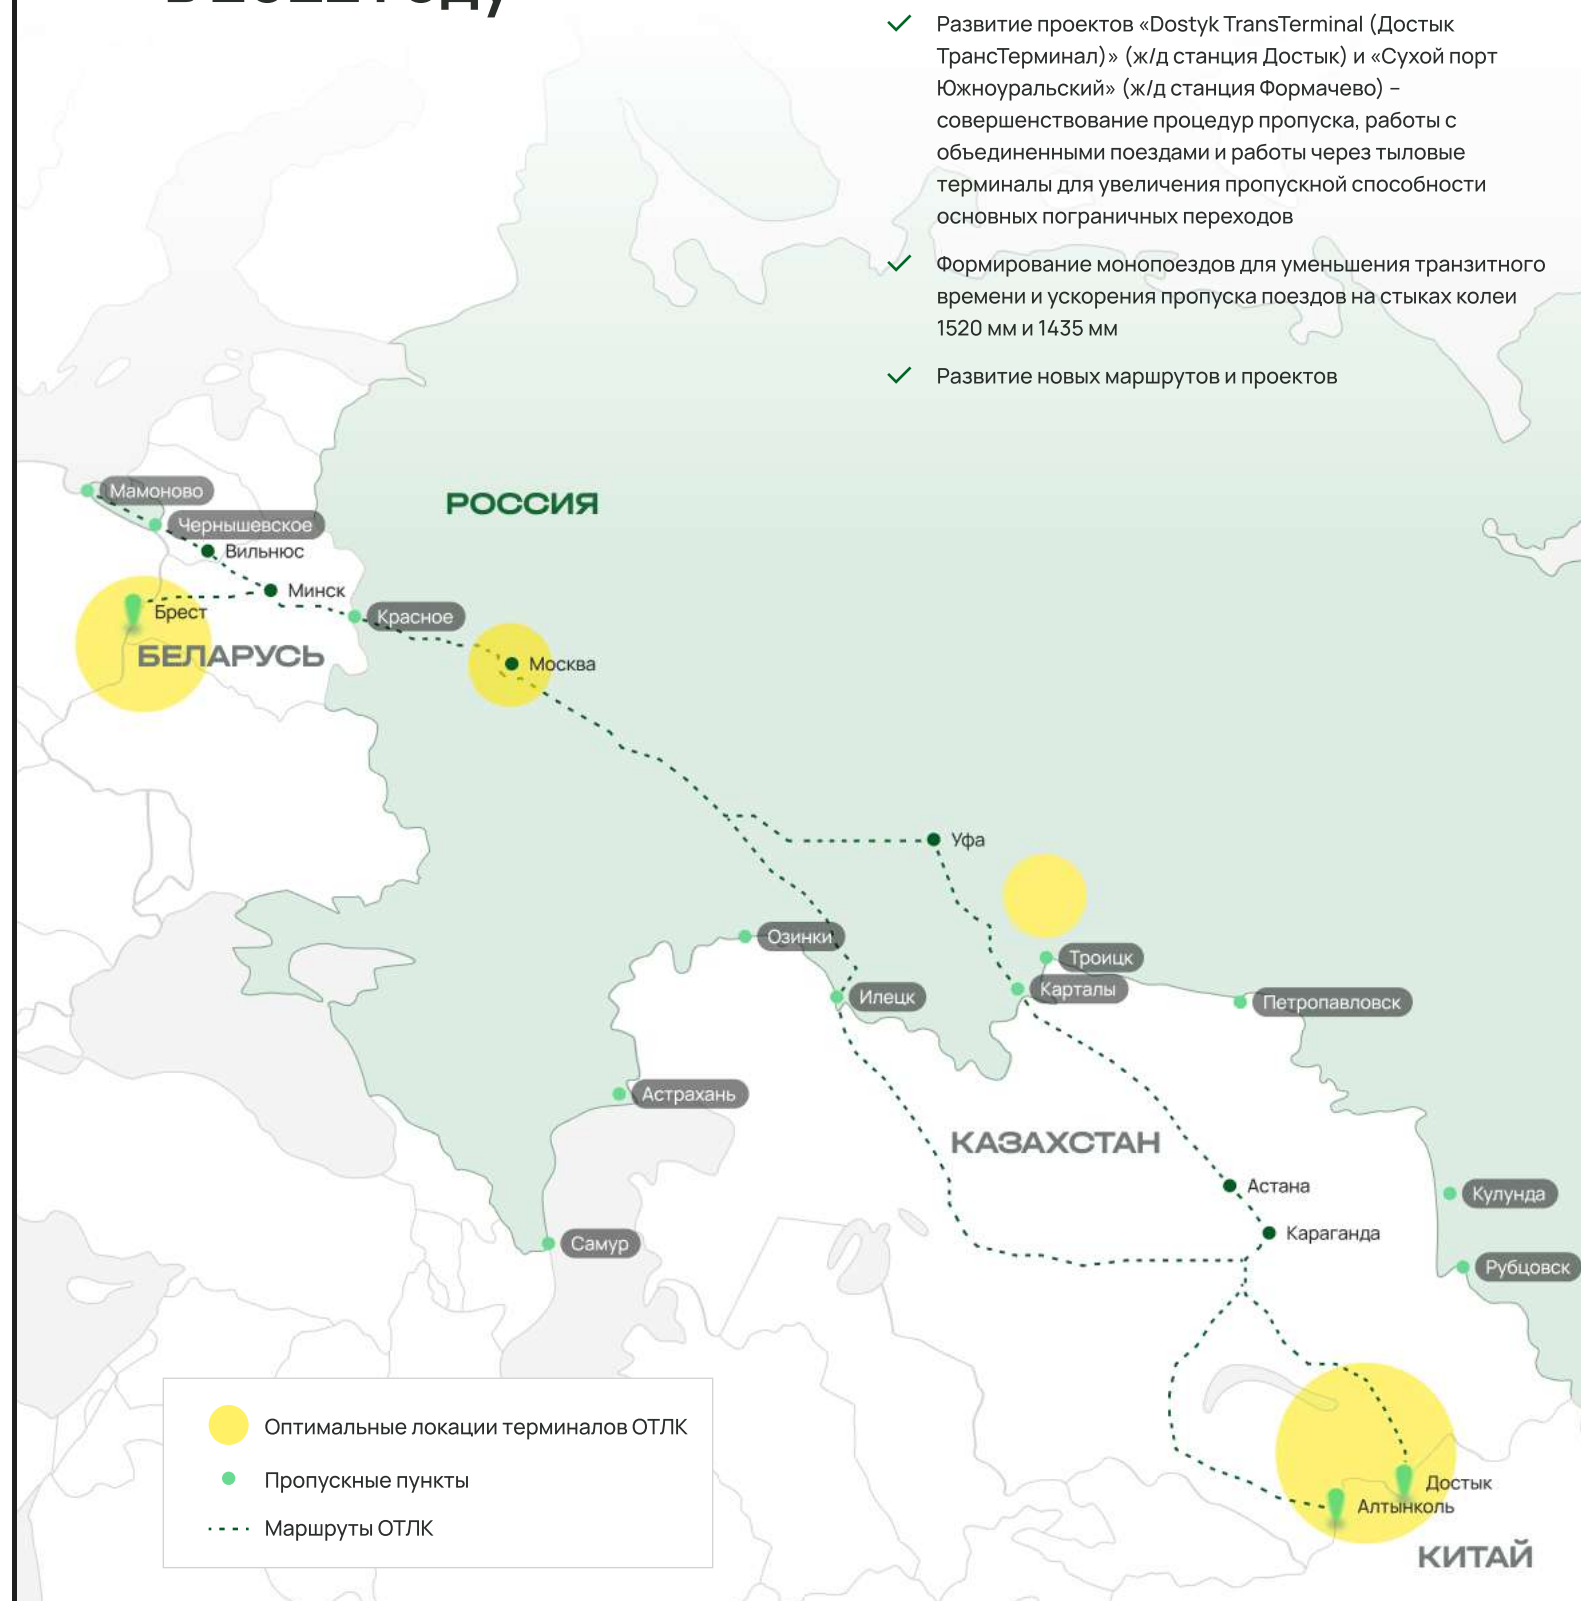 Развитие проектов «Dostyk TransTerminal (Достык
ТрансТерминал)» (ж/д станция Достык) и «Сухой порт
Южноуральский» (ж/д станция Формачево) –
совершенствование процедур пропуска, работы с
объединенными поездами и работы через тыловые
терминалы для увеличения пропускной способности
основных пограничных переходов
Формирование монопоездов для уменьшения транзитного
времени и ускорения пропуска поездов на стыках колеи
1520 мм и 1435 мм
Развитие новых маршрутов и проектов
Мамоново
РОССИЯ
Чернышевское
Вильнюс
Минск
Брест
Красное
БЕЛАРУСЬ
Москва
Уфа
Озинки
Троицк
Карталы
Илецк
Петропавловск
Астрахань
КАЗАХСТАН
Астана
Кулунда
Караганда
Самур
Рубцовск
Оптимальные локации терминалов ОТЛК
Пропускные пункты
Маршруты ОТЛК
Достык
Алтынколь
КИТАЙ